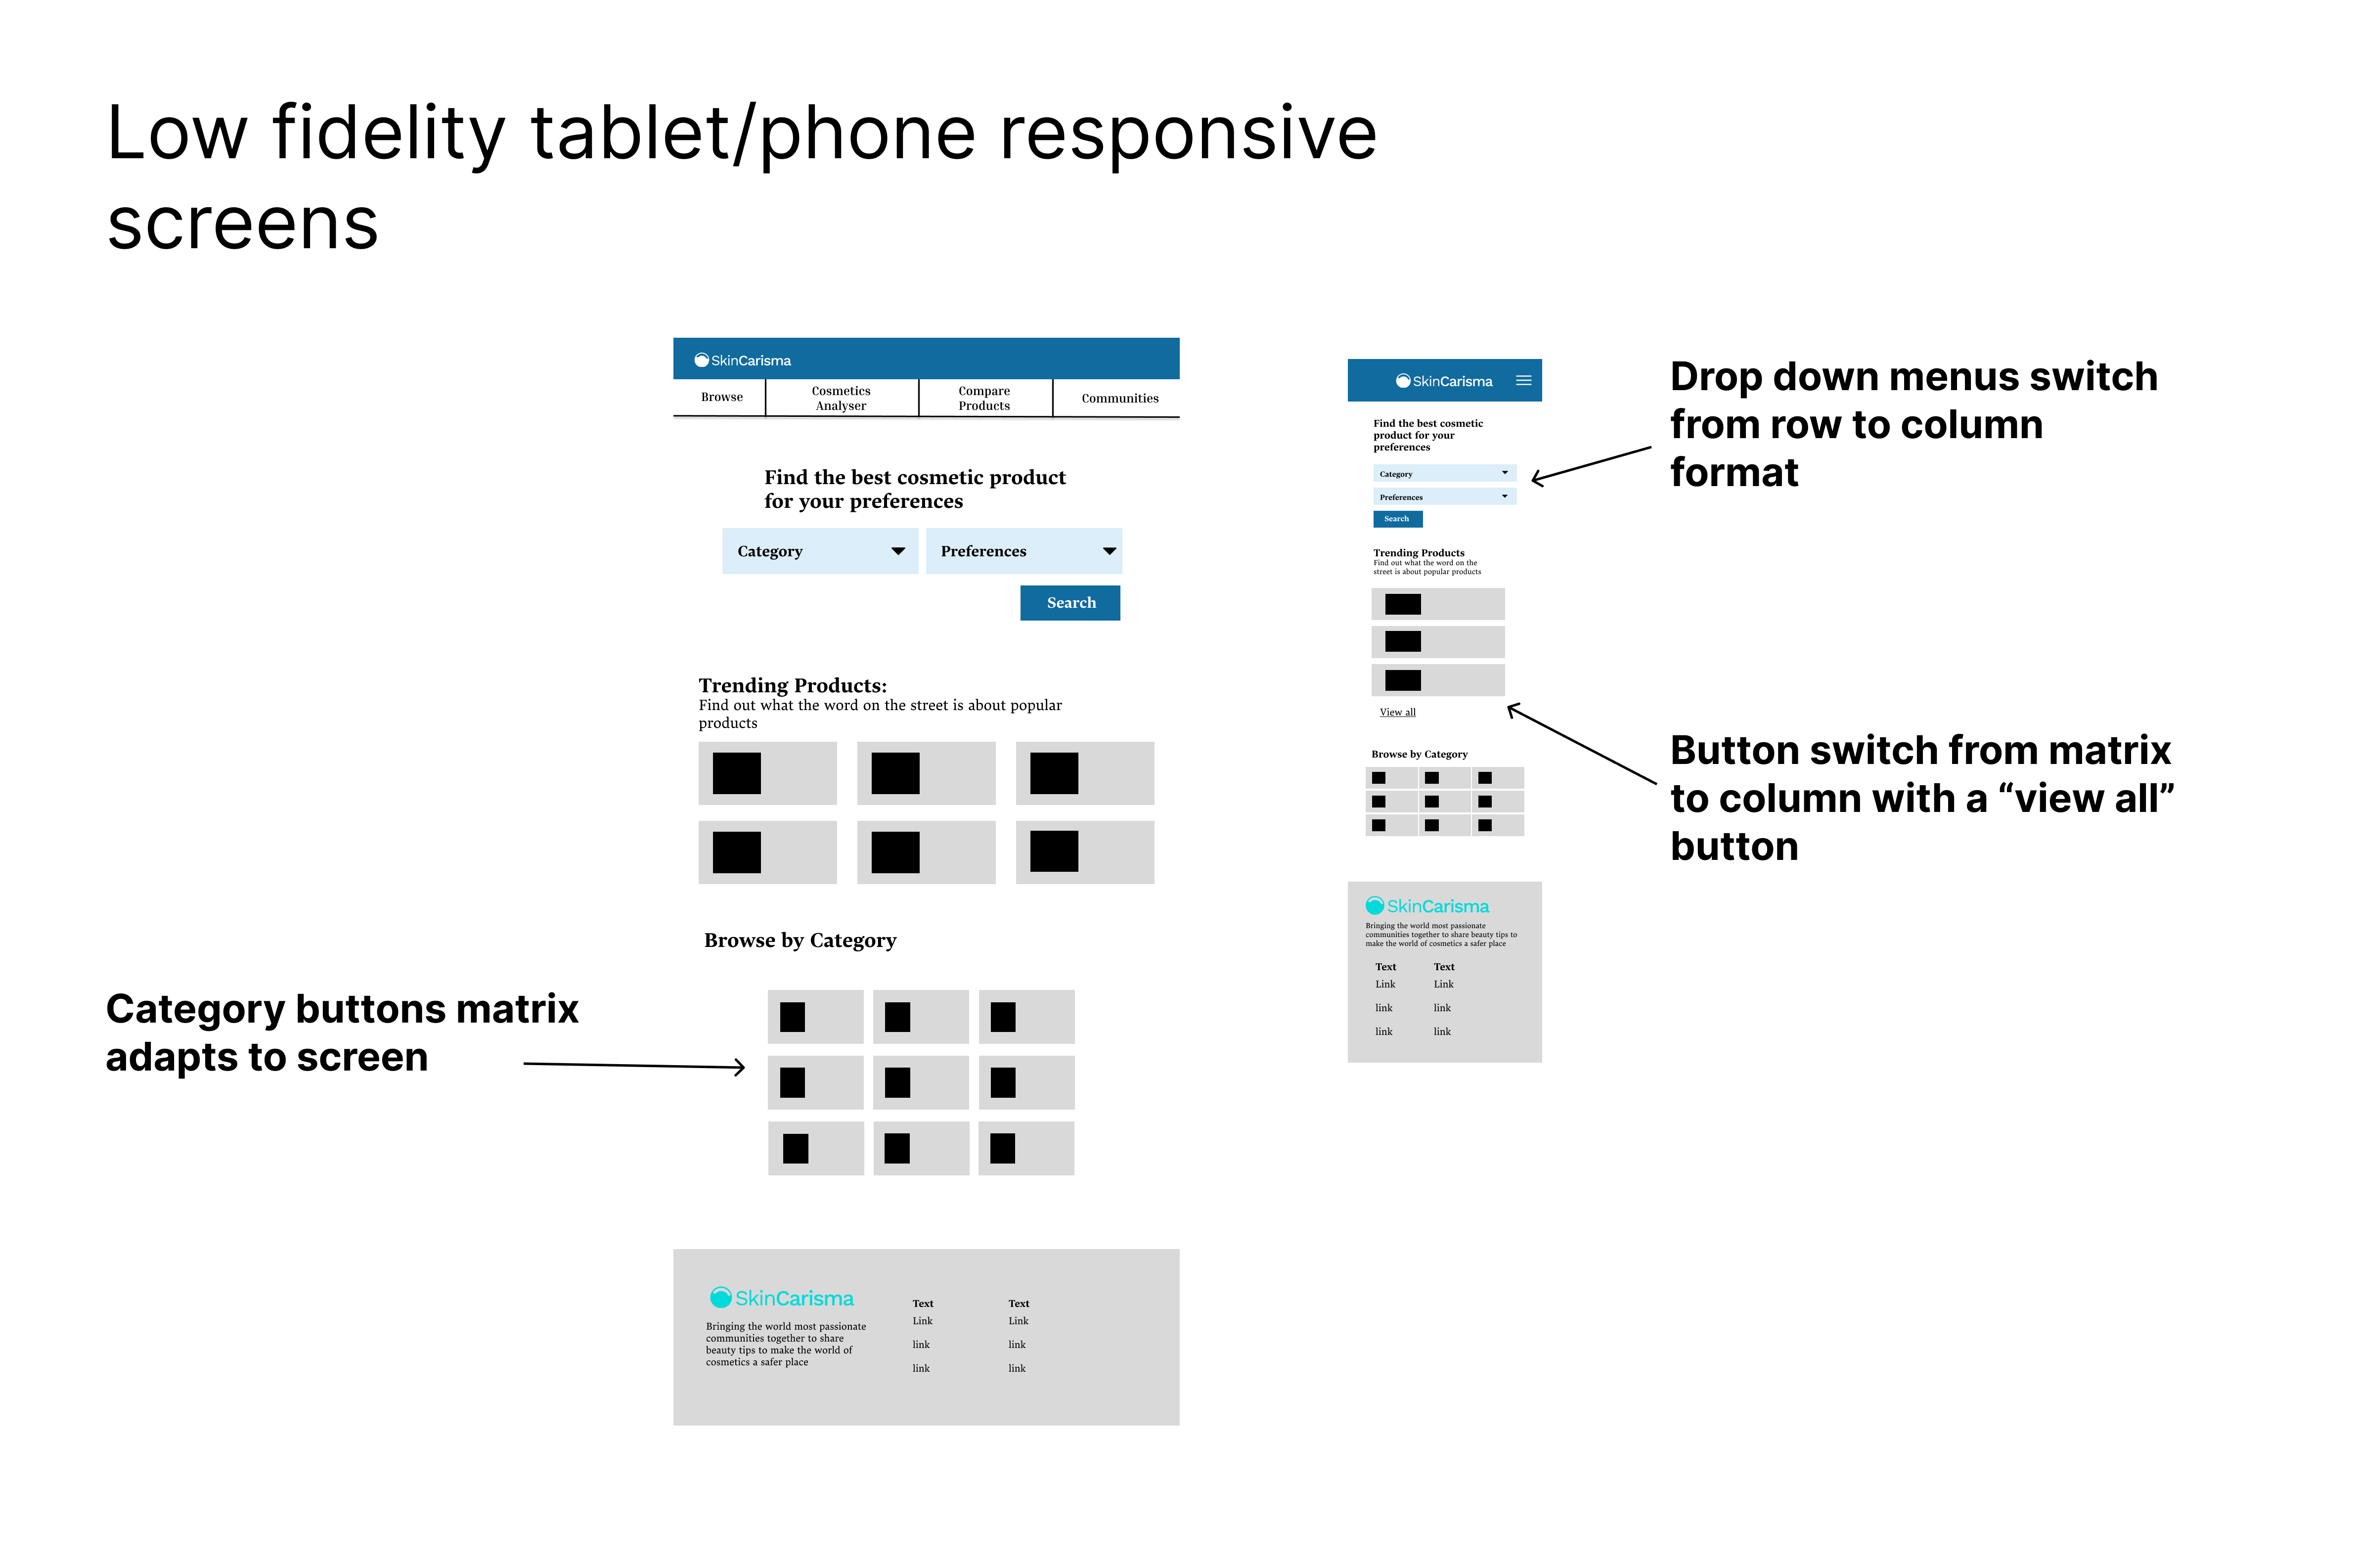 Low fidelity tablet/phone responsive
screens
SkinCarisma
Browse
Cosmetics
Analyser
Compare
Products
Communities
Find the best cosmetic product
for your preferences
Category
Preferences
Search
Trending Products:
Find out what the word on the street is about popular
products
Browse by Category
Category buttons matrix
adapts to screen
SkinCarisma
Bringing the world most passionate
communities together to share
beauty tips to make the world of
cosmetics a safer place
Text
Link
link
link
Text
Link
link
link
SkinCarisma
Find the best cosmetic
product for your
preferences
Category
Preferences
Search
Trending Products
Find out what the word on the
street is about popular products
View all
Browse by Category
SkinCarisma
Bringing the world most passionate
communities together to share beauty tips to
make the world of cosmetics a safer place
Text
Link
link
link
Text
Link
link
link
Drop down menus switch
from row to column
format
Button switch from matrix
to column with a “view all”
button